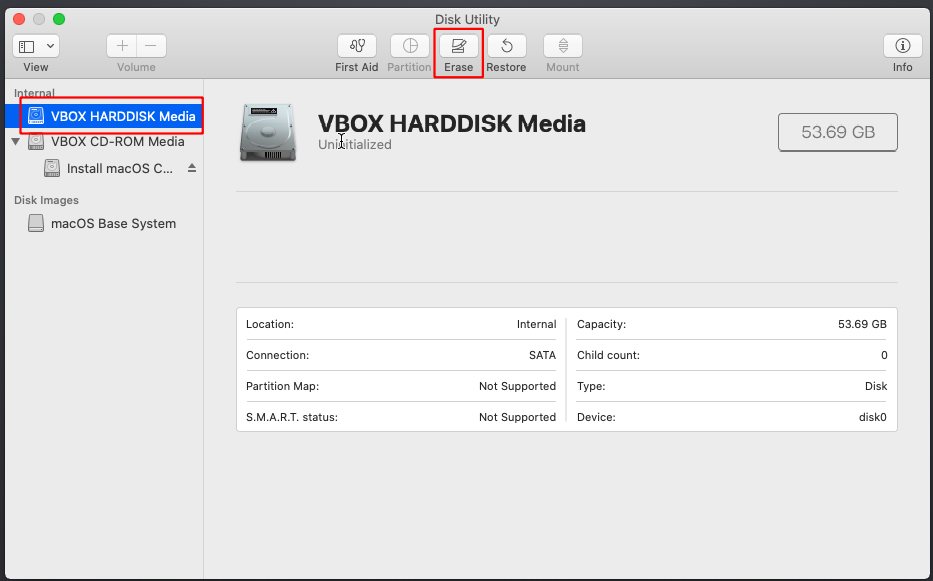 Disk Utility
View
Volume
First Aid
Partition
Erase
Restore
Mount
Info
Internal
VBOX HARDDISK Media
VBOX CD-ROM Media
Install macOS C...
Disk Images
macOS Base System
VBOX HARDDISK Media
Uninitialized
53.69 GB
Location: Internal
Capacity: 53.69 GB
Connection: SATA
Child count: 0
Partition Map: Not Supported
Type: Disk
S.M.A.R.T. status: Not Supported
Device: disk0